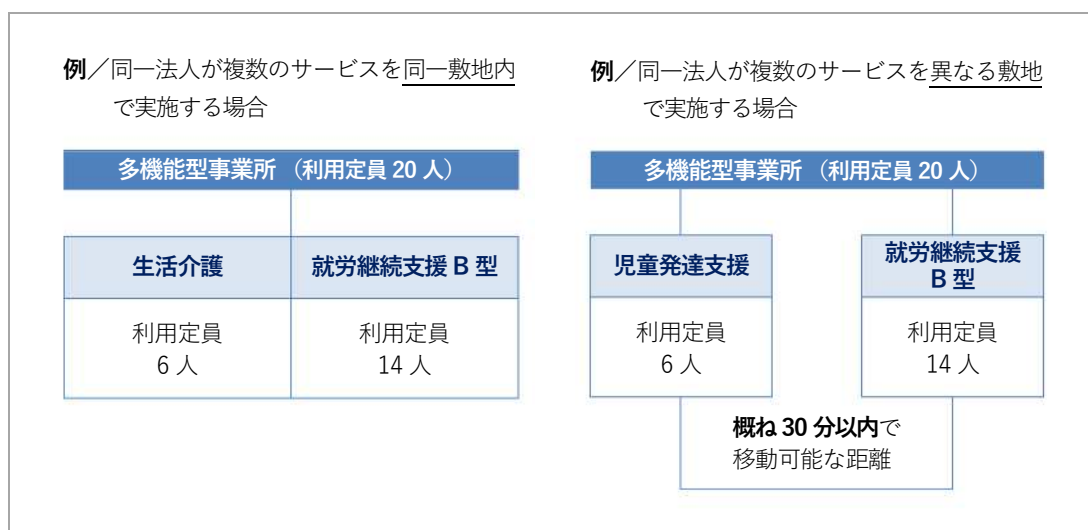 例／同一法人が複数のサービスを同一敷地内
で実施する場合
多機能型事業所 （利用定員 20 人）
生活介護
就労継続支援 B 型
利用定員
6 人
利用定員
14 人
例／同一法人が複数のサービスを異なる敷地
で実施する場合
多機能型事業所 （利用定員 20 人）
児童発達支援
就労継続支援
B 型
利用定員
6 人
利用定員
14 人
概ね 30 分以内で
移動可能な距離